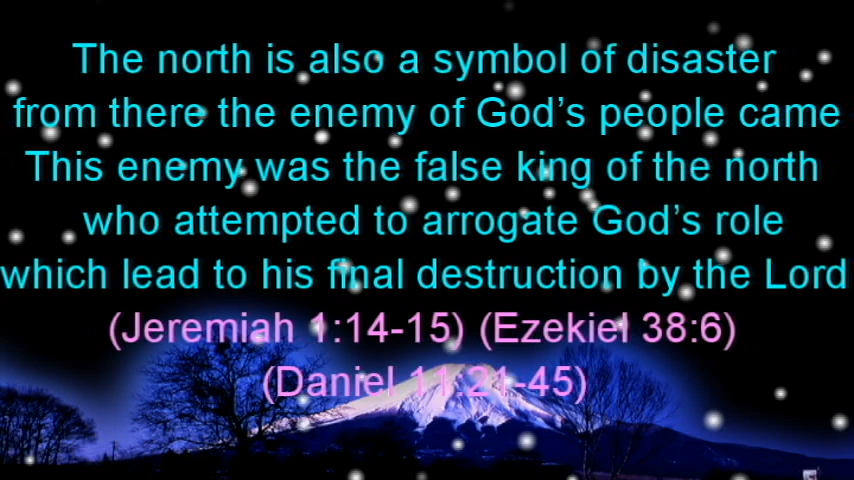 The north is also a symbol of disaster
from there the enemy of God’s people came
This enemy was the false king of the north
who attempted to arrogate God’s role
which lead to his final destruction by the Lord
(Jeremiah 1:14-15) (Ezekiel 38:6)
(Daniel 11:21-45)